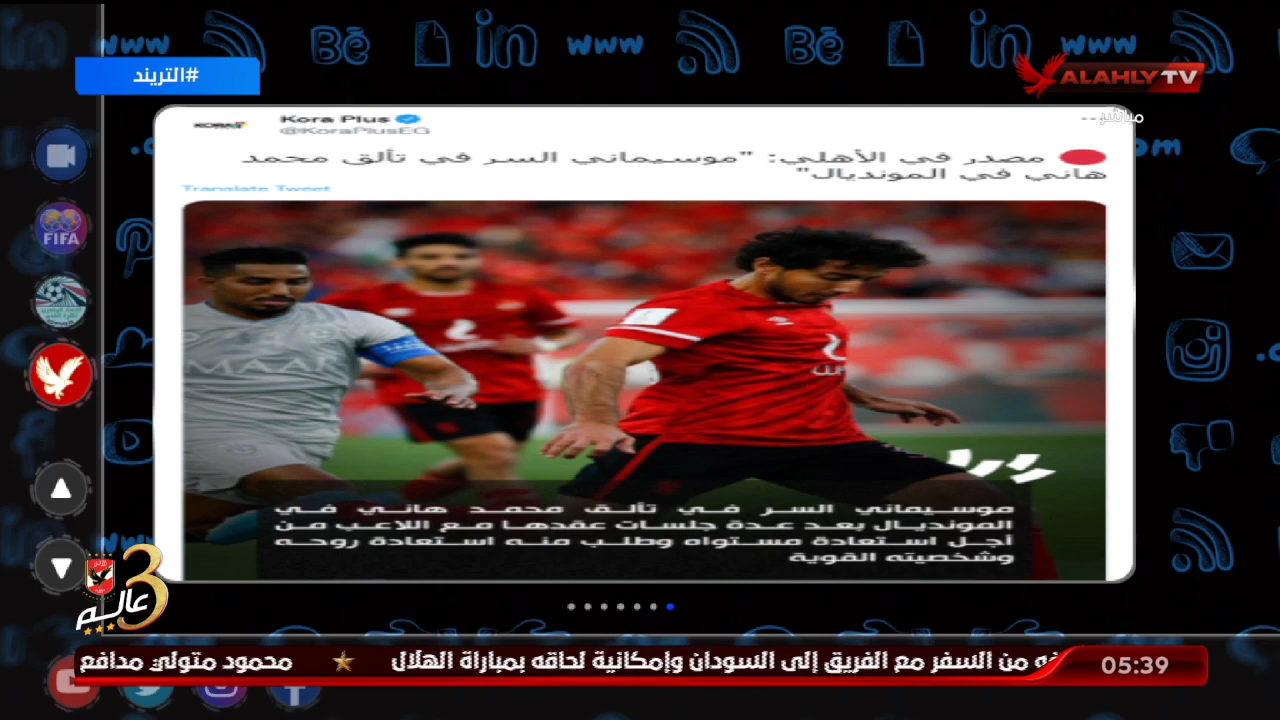 #التريند
ALAHLY TV
مباشر
Kora Plus
@KoraPlusEG
مصدر في الأهلي: "موسيماني السر في تألق محمد
هاني في المونديال"
Translate Tweet
موسيماني السر في تألق محمد هاني في
المونديال بعد عدة جلسات عقدها مع اللاعب من
أجل استعادة مستواه وطلب منه استعادة روحه
وشخصيته القوية
FIFA
3
عالم
من السفر مع الفريق إلى السودان وإمكانية لحاقه بمباراة الهلال
محمود متولي مدافع
05:39